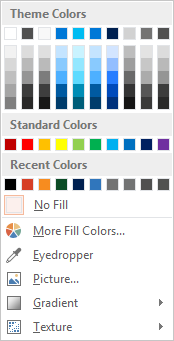 Theme Colors
Standard Colors
Recent Colors
No Fill
More Fill Colors...
Eyedropper
Picture...
Gradient
Texture